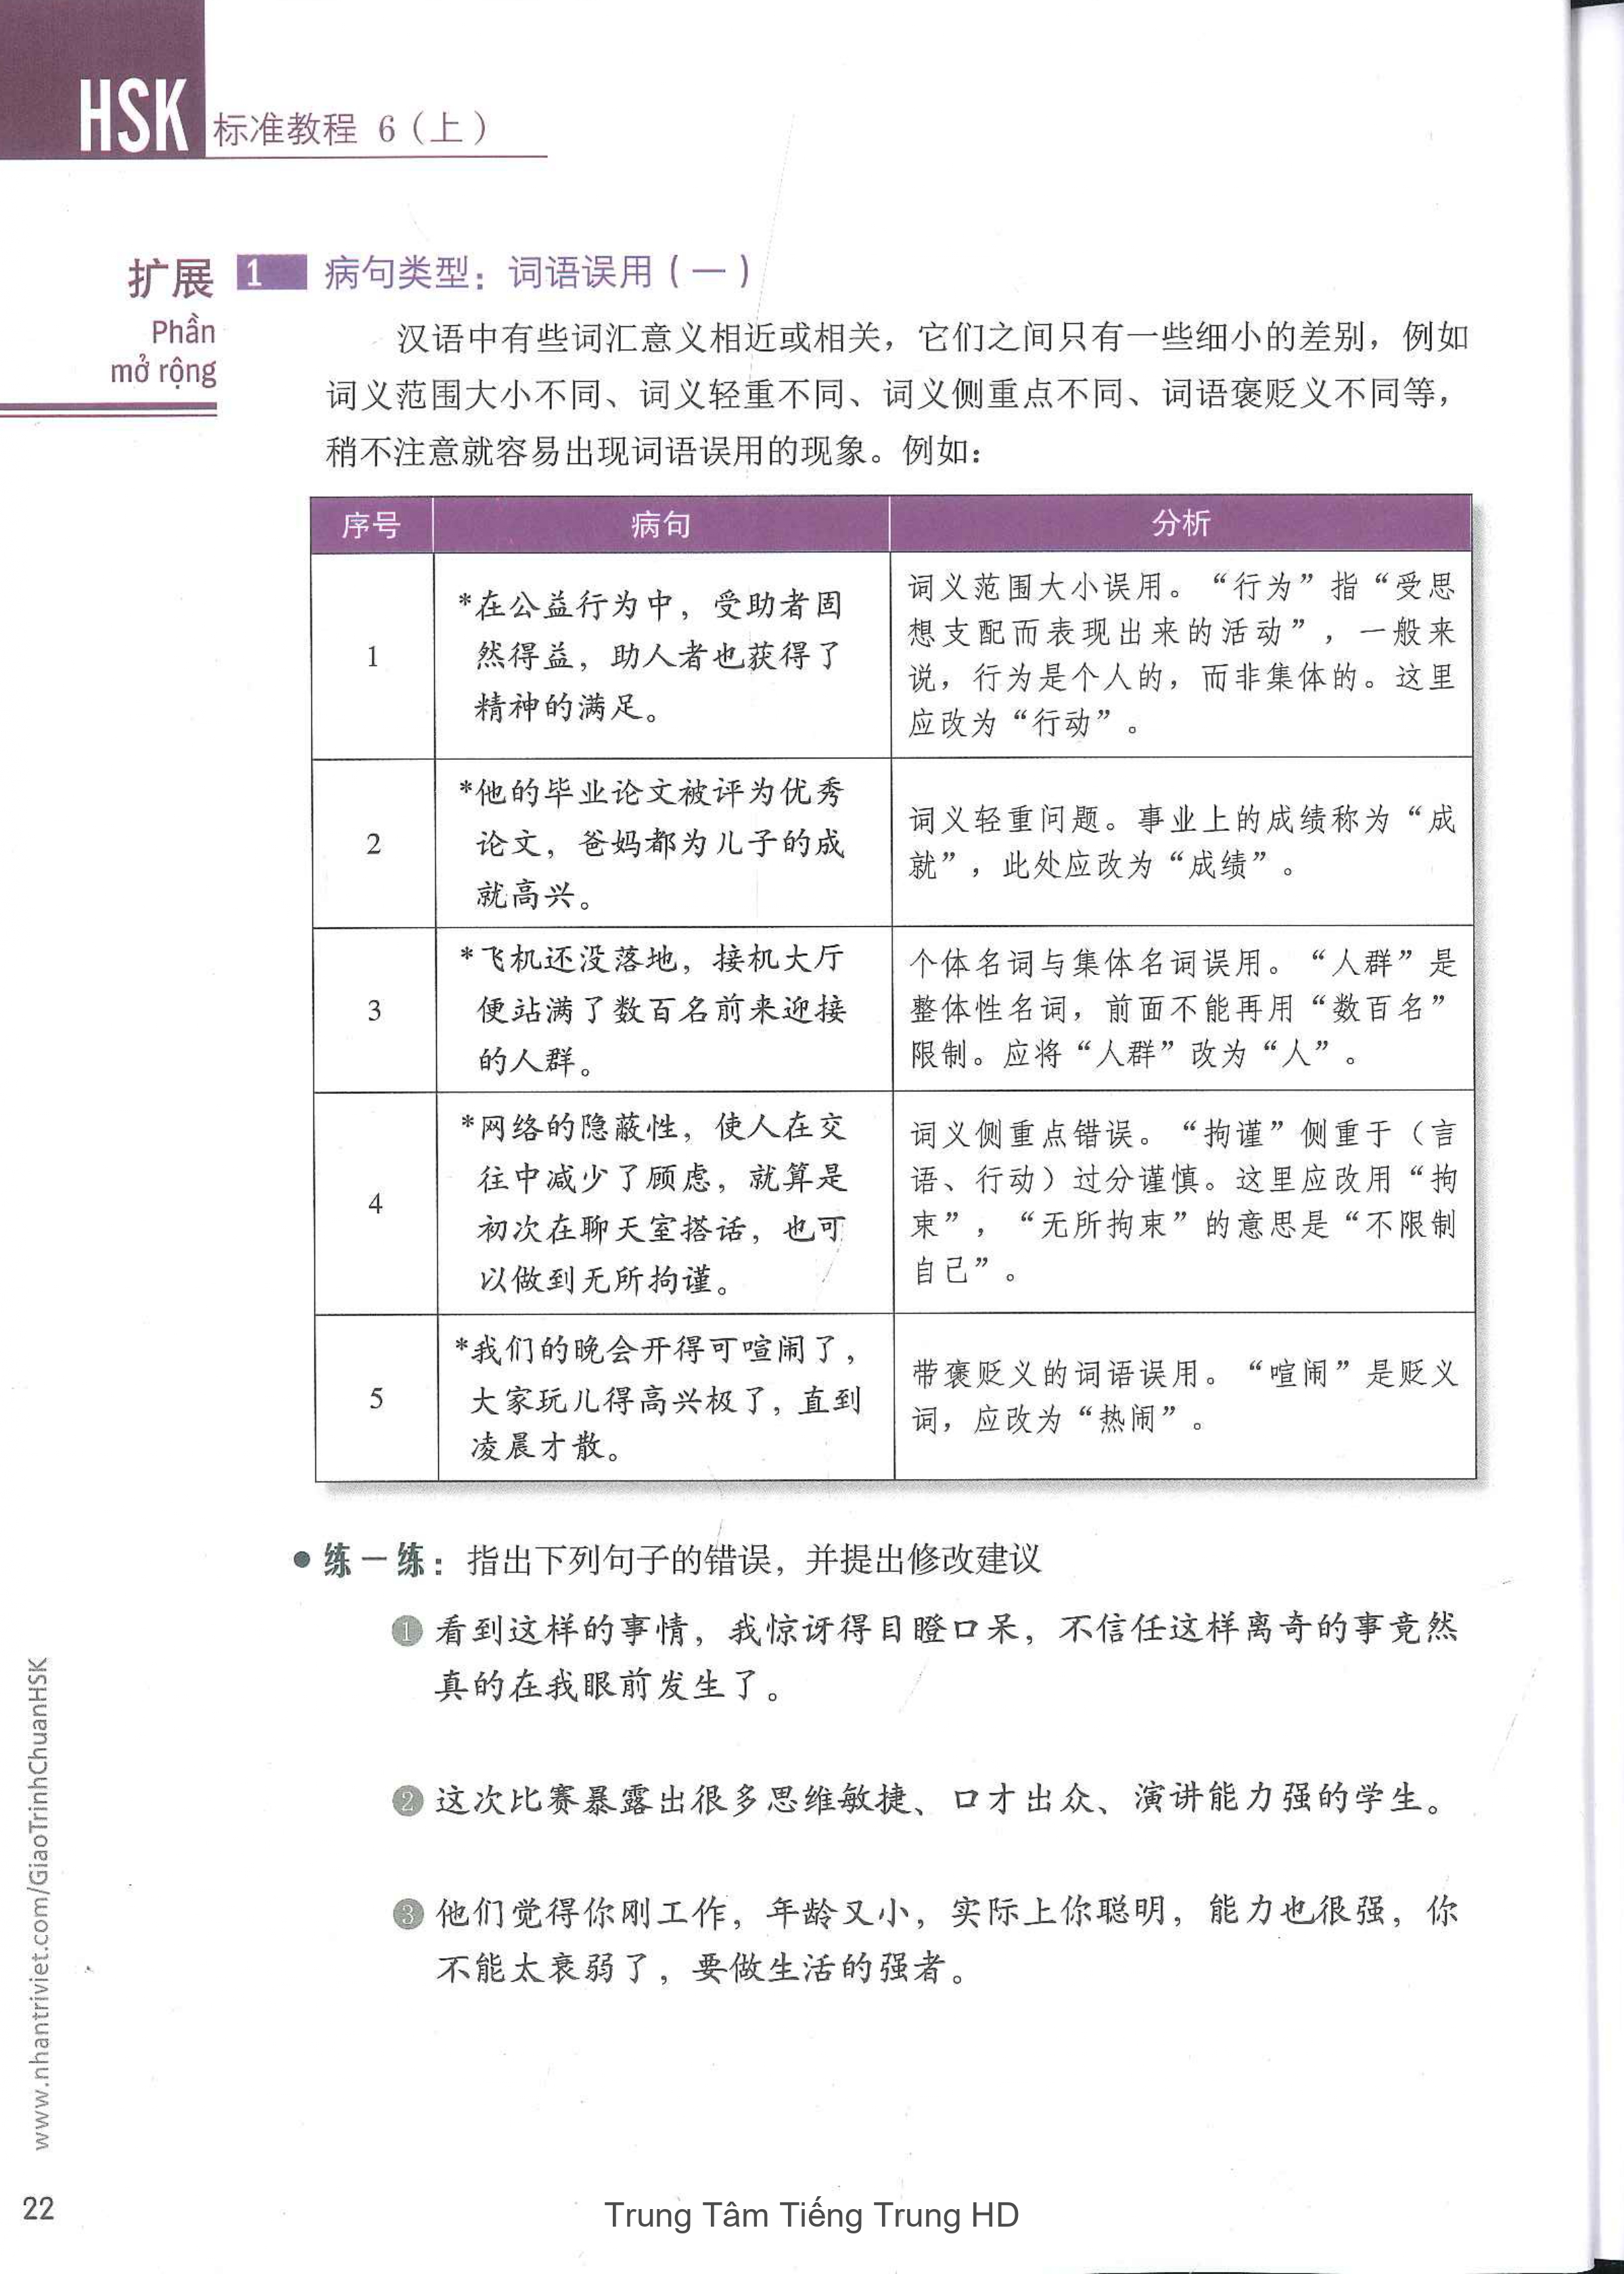 HSK 标准教程 6（上）
扩展
Phần
mở rộng
1 病句类型：词语误用（一）
汉语中有些词汇意义相近或相关，它们之间只有一些细小的差别，例如
词义范围大小不同、词义轻重不同、词义侧重点不同、词语褒贬义不同等，
稍不注意就容易出现词语误用的现象。例如：
序号 病句 分析
1
*在公益行为中，受助者固
然得益，助人者也获得了
精神的满足。
词义范围大小误用。“行为”指“受思
想支配而表现出来的活动”，一般来
说，行为是个人的，而非集体的。这里
应改为“行动”。
2
*他的毕业论文被评为优秀
论文，爸妈都为儿子的成
就高兴。
词义轻重问题。事业上的成绩称为“成
就”，此处应改为“成绩”。
3
*飞机还没落地，接机大厅
便站满了数百名前来迎接
的人群。
个体名词与集体名词误用。“人群”是
整体性名词，前面不能再用“数百名”
限制。应将“人群”改为“人”。
4
*网络的隐蔽性，使人在交
往中减少了顾虑，就算是
初次在聊天室搭话，也可
以做到无所拘谨。
词义侧重点错误。“拘谨”侧重于（言
语、行动）过分谨慎。这里应改用“拘
束”，“无所拘束”的意思是“不限制
自己”。
5
*我们的晚会开得可喧闹了，
大家玩儿得高兴极了，直到
凌晨才散。
带褒贬义的词语误用。“喧闹”是贬义
词，应改为“热闹”。
● 练一练：指出下列句子的错误，并提出修改建议
1 看到这样的事情，我惊讶得目瞪口呆，不信任这样离奇的事竟然
真的在我眼前发生了。
2 这次比赛暴露出很多思维敏捷、口才出众、演讲能力强的学生。
3 他们觉得你刚工作，年龄又小，实际上你聪明，能力也很强，你
不能太衰弱了，要做生活的强者。
www.nhantriviet.com/GiaoTrinhChuanHSK
22
Trung Tâm Tiếng Trung HD